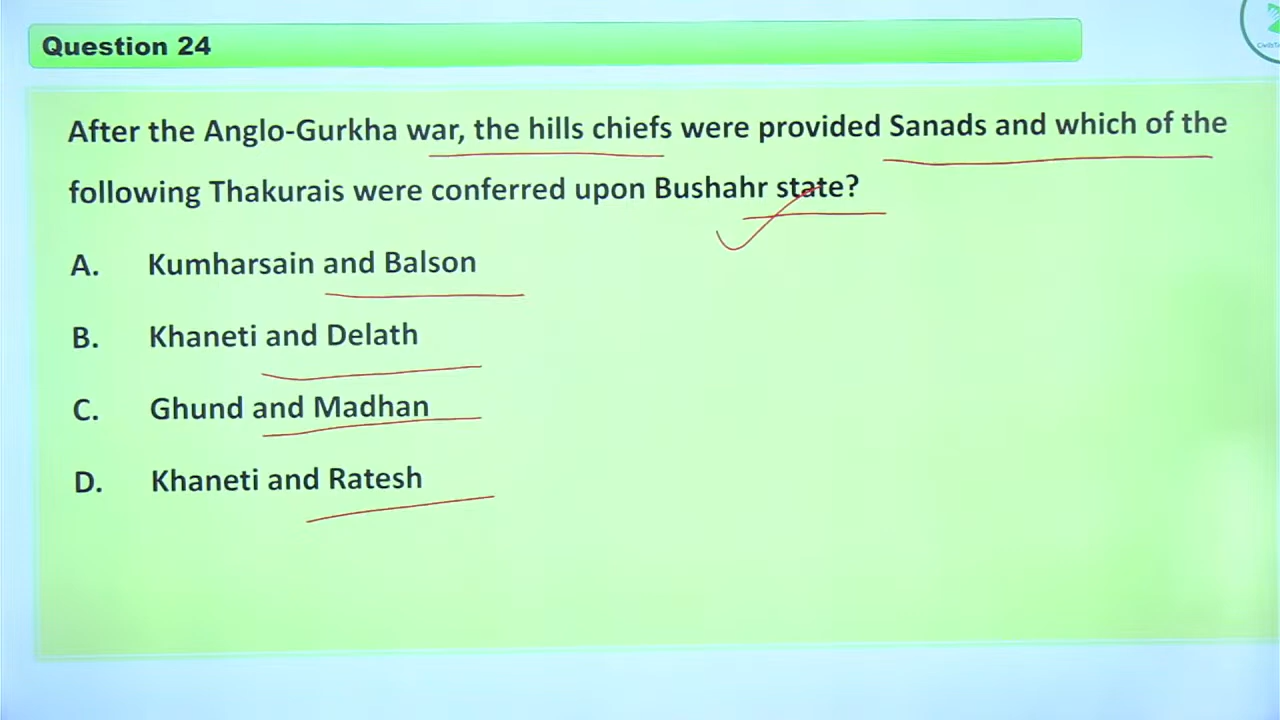 Question 24
After the Anglo-Gurkha war, the hills chiefs were provided Sanads and which of the
following Thakurais were conferred upon Bushahr state?
A. Kumharsain and Balson
B. Khaneti and Delath
C. Ghund and Madhan
D. Khaneti and Ratesh